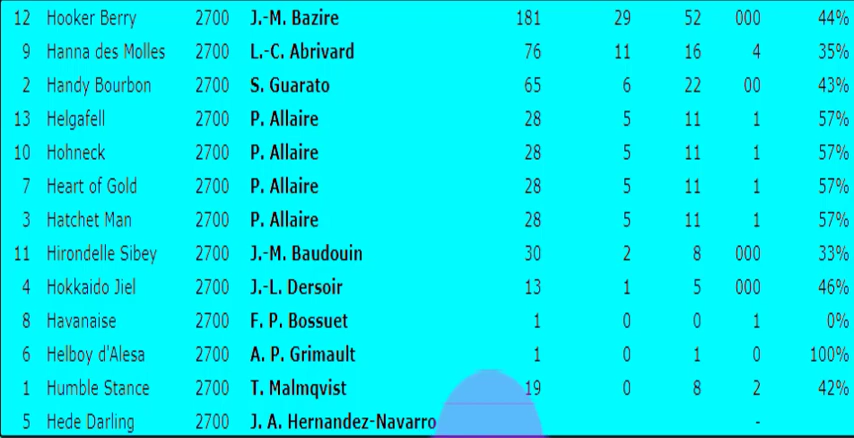 12 Hooker Berry 2700 J.-M. Bazire 181 29 52 000 44%
9 Hanna des Molles 2700 L.-C. Abrivard 76 11 16 4 35%
2 Handy Bourbon 2700 S. Guarato 65 6 22 00 43%
13 Helgafell 2700 P. Allaire 28 5 11 1 57%
10 Hohneck 2700 P. Allaire 28 5 11 1 57%
7 Heart of Gold 2700 P. Allaire 28 5 11 1 57%
3 Hatchet Man 2700 P. Allaire 28 5 11 1 57%
11 Hirondelle Sibey 2700 J.-M. Baudouin 30 2 8 000 33%
4 Hokkaido Jiel 2700 J.-L. Dersoir 13 1 5 000 46%
8 Havanaise 2700 F. P. Bossuet 1 0 0 1 0%
6 Helboy d'Alesa 2700 A. P. Grimault 1 0 1 0 100%
1 Humble Stance 2700 T. Malmqvist 19 0 8 2 42%
5 Hede Darling 2700 J. A. Hernandez-Navarro -